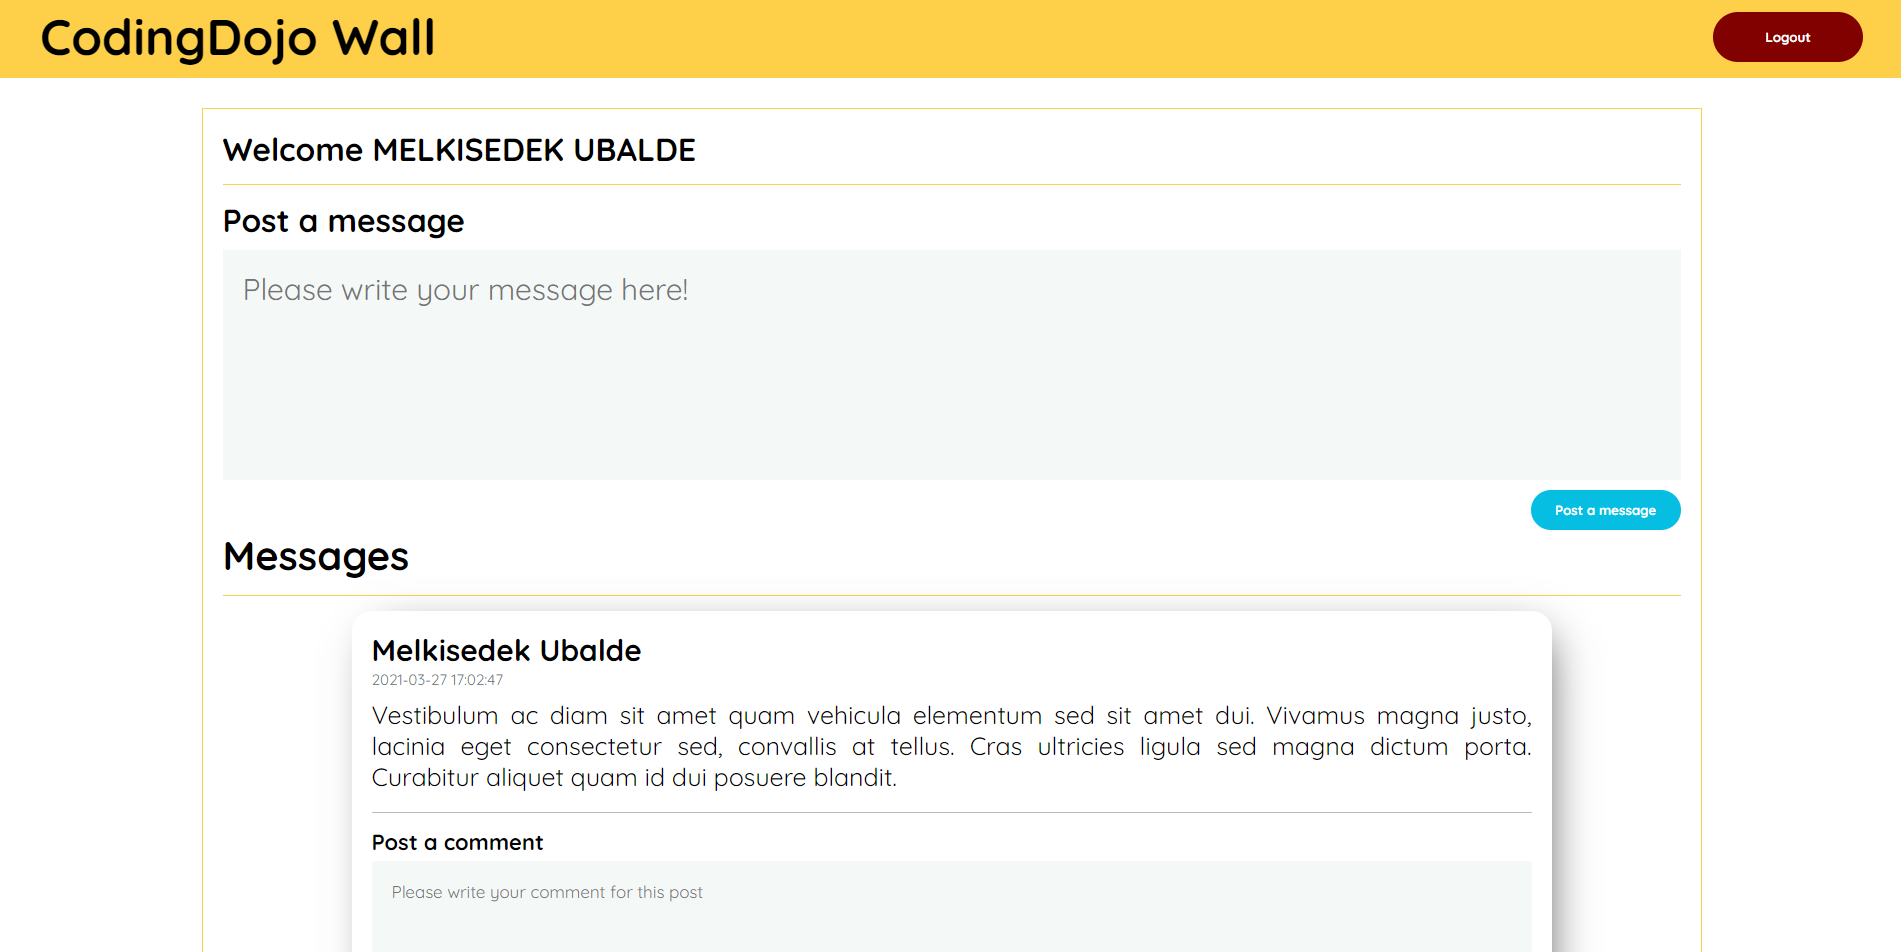 CodingDojo Wall
Logout
Welcome MELKISEDEK UBALDE
Post a message
Please write your message here!
Post a message
Messages
Melkisedek Ubalde
2021-03-27 17:02:47
Vestibulum ac diam sit amet quam vehicula elementum sed sit amet dui. Vivamus magna justo,
lacinia eget consectetur sed, convallis at tellus. Cras ultricies ligula sed magna dictum porta.
Curabitur aliquet quam id dui posuere blandit.
Post a comment
Please write your comment for this post